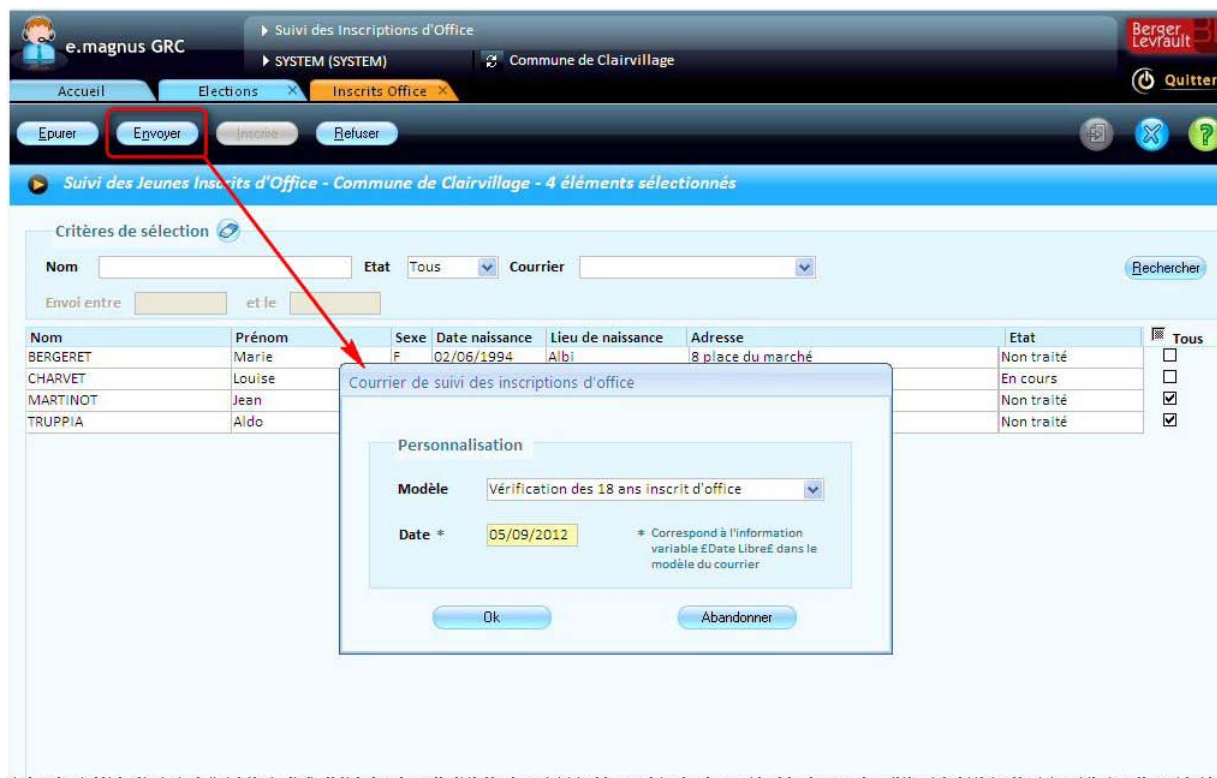 e.magnus GRC
Suivi des Inscriptions d'Office
SYSTEM (SYSTEM)
Commune de Clairvillage
Berger
Levrault
Quitter
Accueil
Elections
Inscrits Office
Epurer
Envoyer
Inscrire
Refuser
Suivi des Jeunes Inscrits d'Office - Commune de Clairvillage - 4 éléments sélectionnés
Critères de sélection
Nom Etat Tous Courrier
Rechercher
Envoi entre et le
Nom Prénom Sexe Date naissance Lieu de naissance Adresse Etat Tous
BERGERET Marie F 02/06/1994 Albi 8 place du marché Non traité
CHARVET Louise En cours
MARTINOT Jean Non traité
TRUPPIA Aldo Non traité
Courrier de suivi des inscriptions d'office
Personnalisation
Modèle Vérification des 18 ans inscrit d'office
Date * 05/09/2012
* Correspond à l'information
variable £Date Libre£ dans le
modèle du courrier
Ok
Abandonner